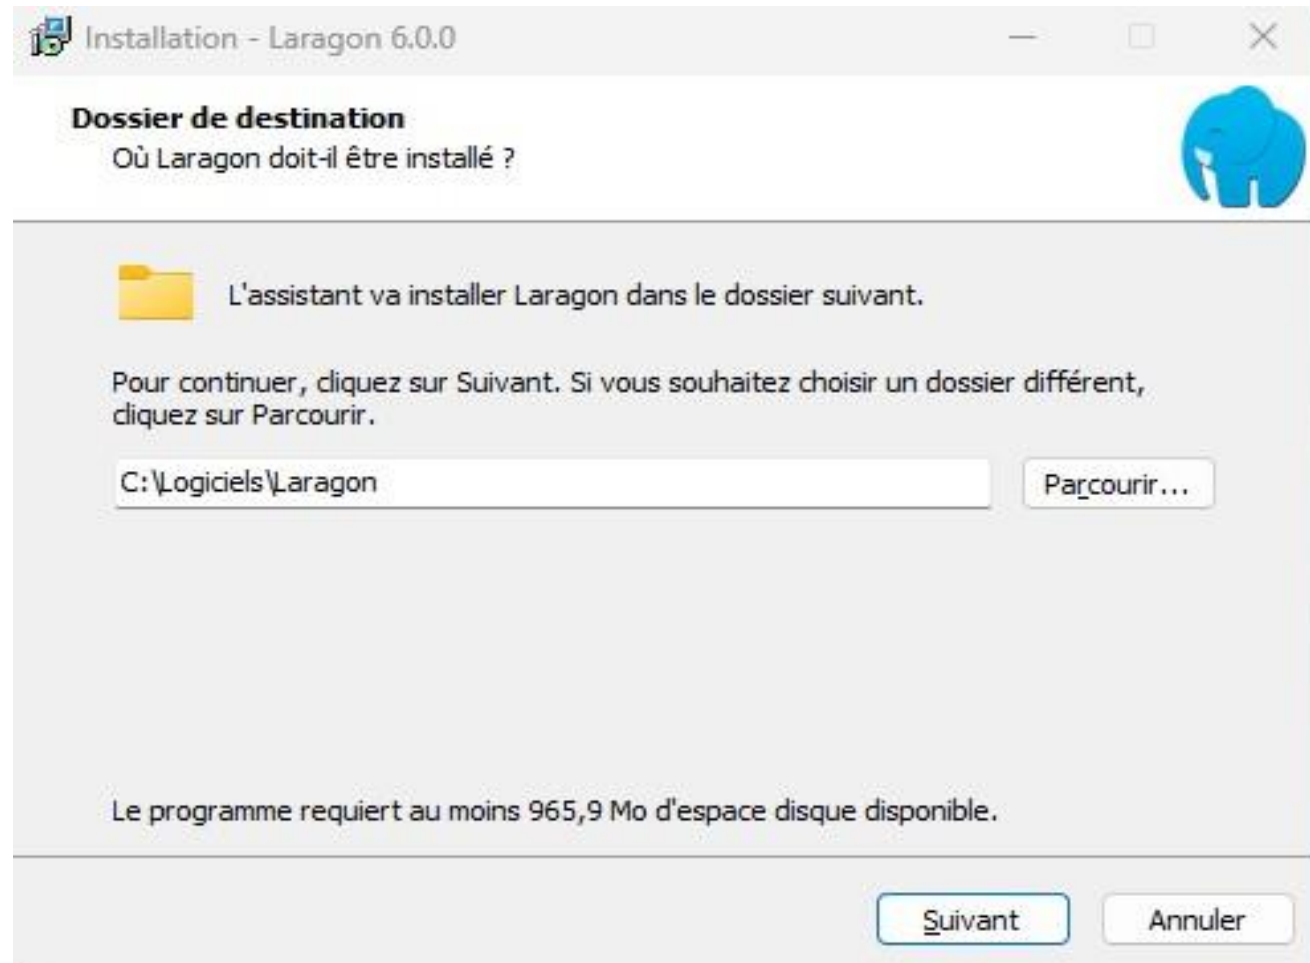 Installation - Laragon 6.0.0
Dossier de destination
Où Laragon doit-il être installé ?
L'assistant va installer Laragon dans le dossier suivant.
Pour continuer, cliquez sur Suivant. Si vous souhaitez choisir un dossier différent,
cliquez sur Parcourir.
C:\Logiciels\Laragon
Parcourir...
Le programme requiert au moins 965,9 Mo d'espace disque disponible.
Suivant
Annuler